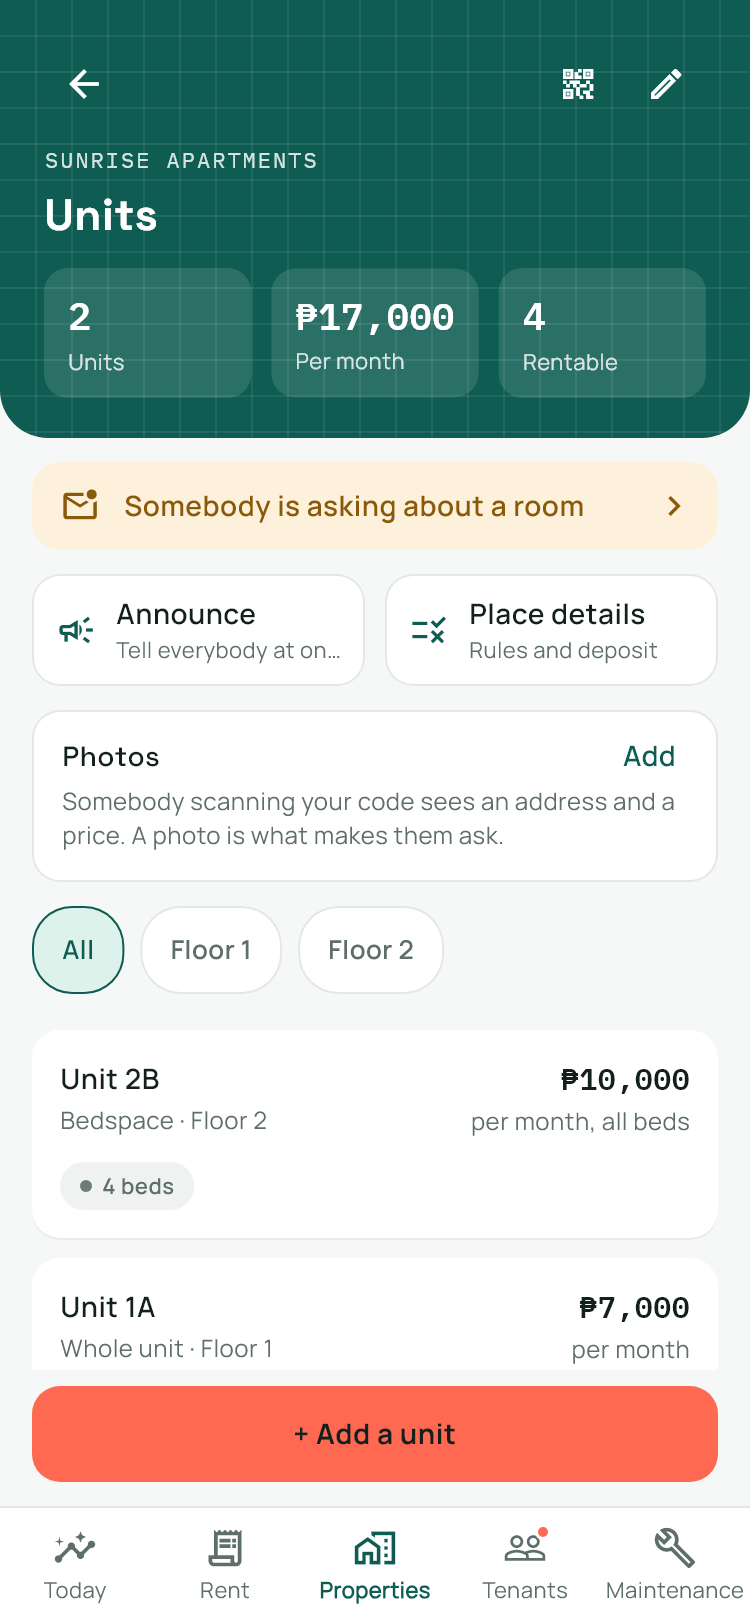 SUNRISE APARTMENTS
Units
2
Units
₱17,000
Per month
4
Rentable
Somebody is asking about a room
Announce
Tell everybody at on…
Place details
Rules and deposit
Photos
Add
Somebody scanning your code sees an address and a
price. A photo is what makes them ask.
All
Floor 1
Floor 2
Unit 2B
₱10,000
Bedspace · Floor 2
per month, all beds
4 beds
Unit 1A
₱7,000
Whole unit · Floor 1
per month
+ Add a unit
Today
Rent
Properties
Tenants
Maintenance